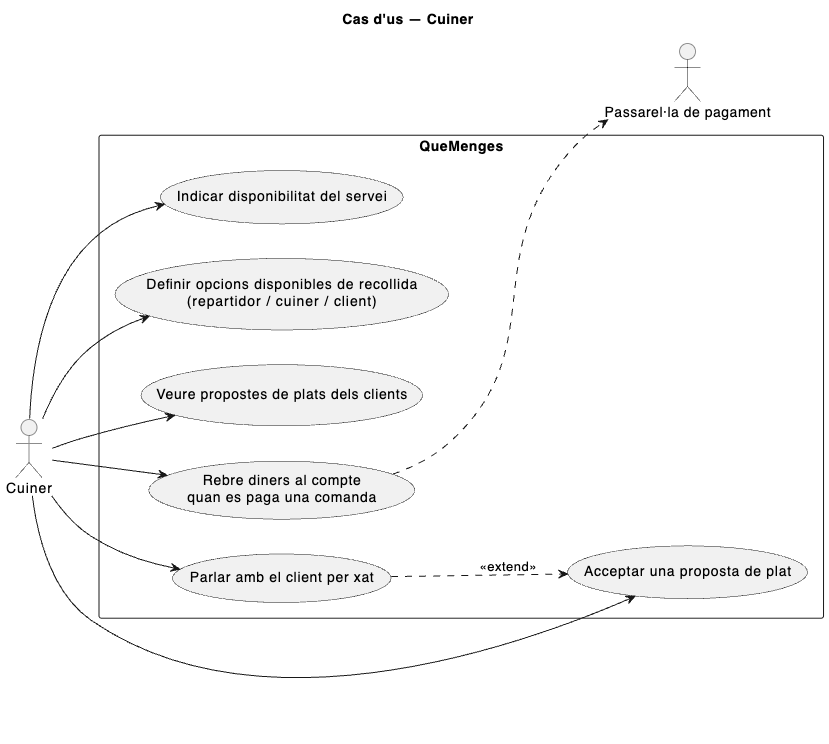 Cas d'us — Cuiner
Passarel·la de pagament
QueMenges
Indicar disponibilitat del servei
Definir opcions disponibles de recollida
(repartidor / cuiner / client)
Veure propostes de plats dels clients
Cuiner
Rebre diners al compte
quan es paga una comanda
Parlar amb el client per xat
«extend»
Acceptar una proposta de plat